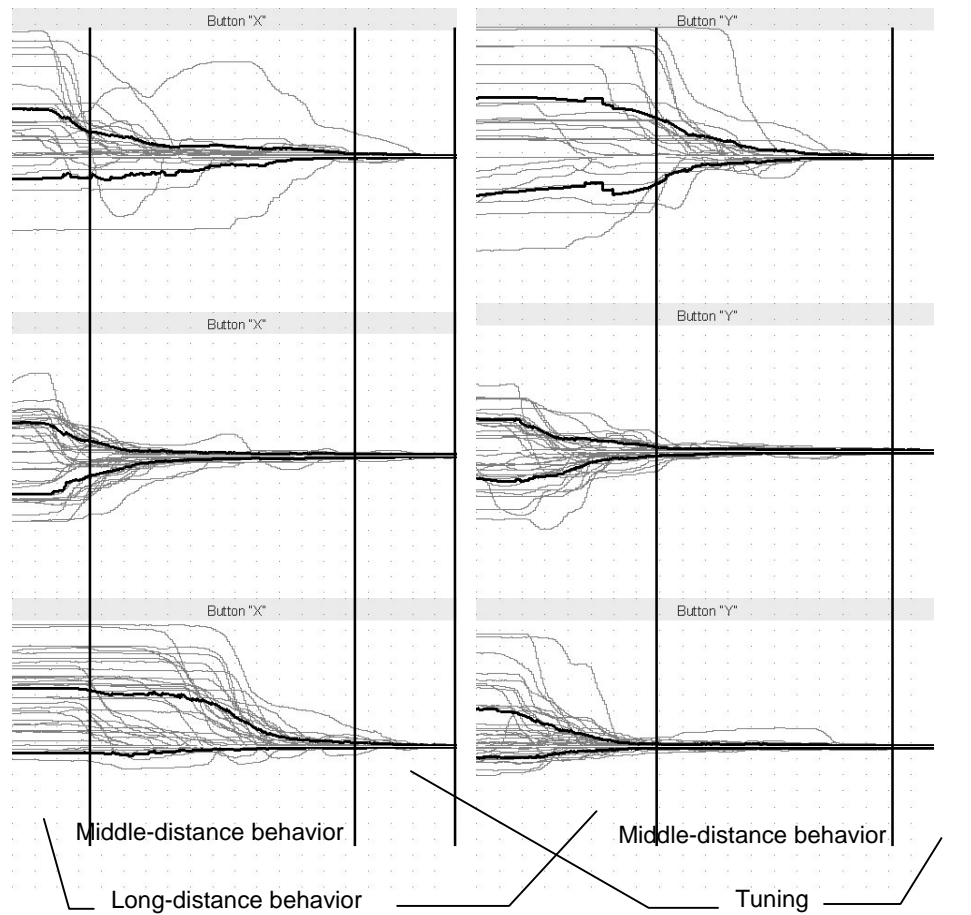 Button "X"
Button "Y"
Button "X"
Button "Y"
Button "X"
Button "Y"
Middle-distance behavior
Middle-distance behavior
Long-distance behavior
Tuning